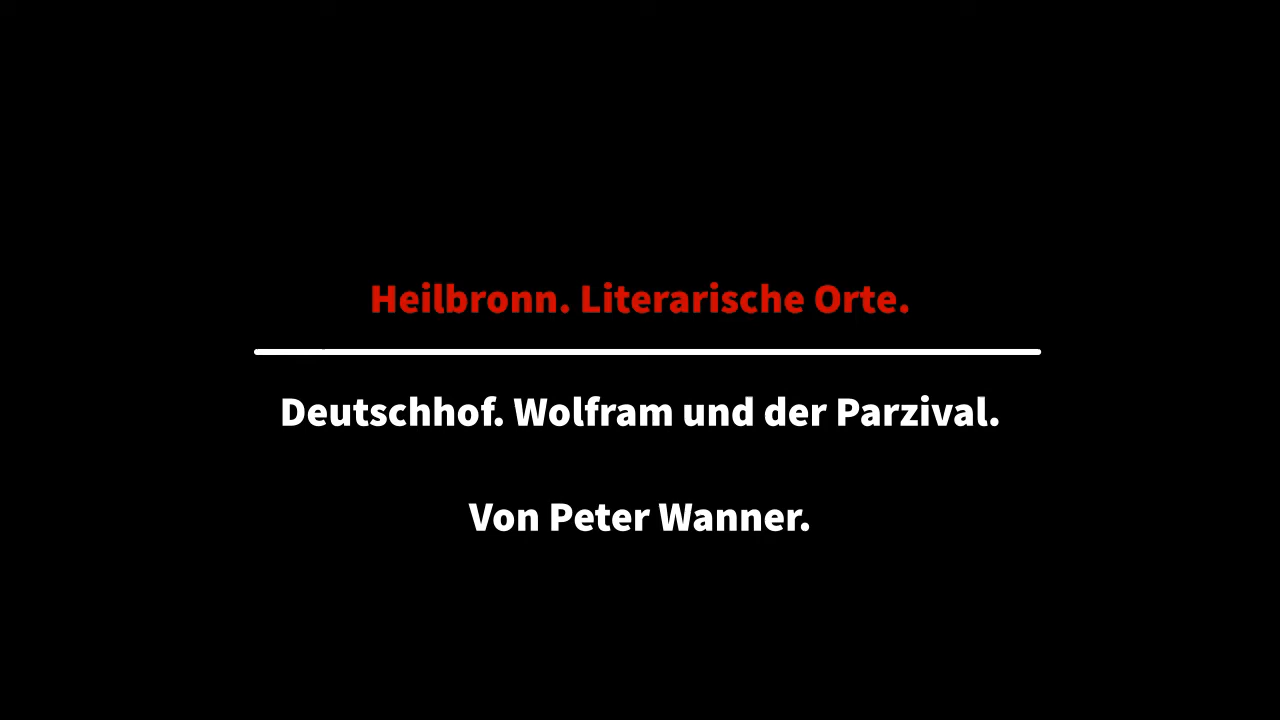 Heilbronn. Literarische Orte.
Deutschhof. Wolfram und der Parzival.
Von Peter Wanner.